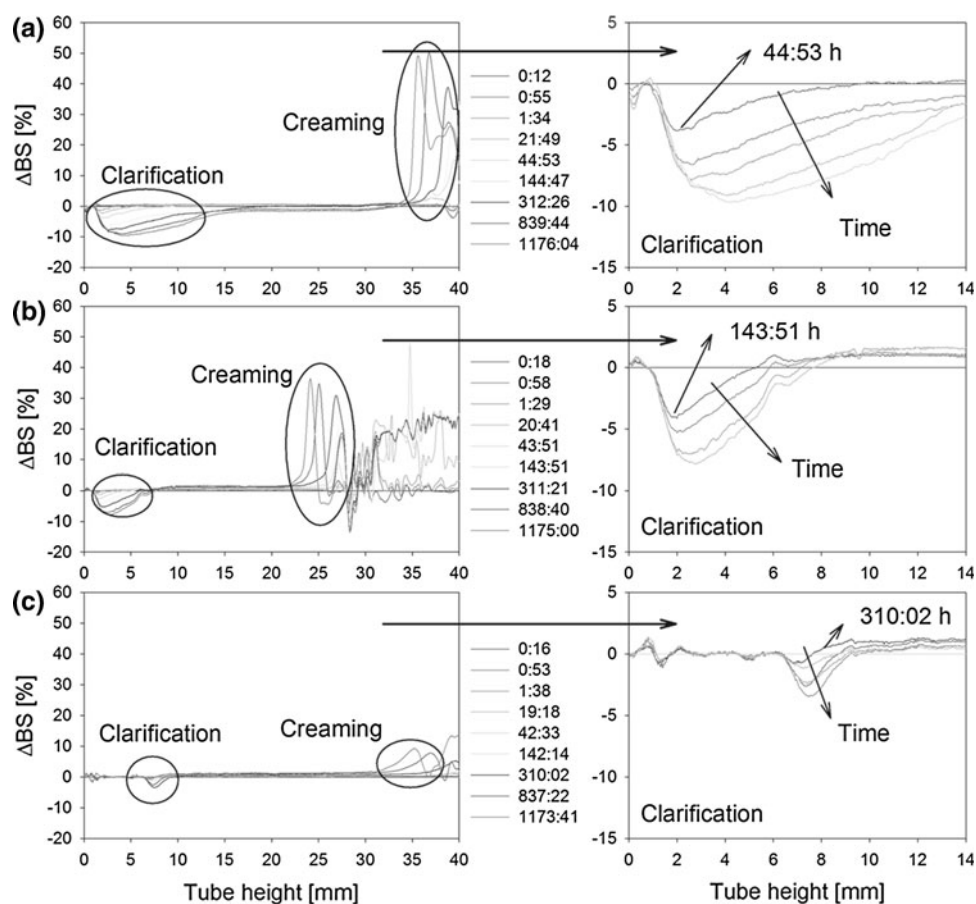 (a)
60
50
40
30
20
10
0
-10
-20
ΔBS [%]
Clarification
Creaming
0 5 10 15 20 25 30 35 40
0:12
0:55
1:34
21:49
44:53
144:47
312:26
839:44
1176:04
5
0
-5
-10
-15
44:53 h
Time
Clarification
0 2 4 6 8 10 12 14
(b)
60
50
40
30
20
10
0
-10
-20
ΔBS [%]
Creaming
Clarification
0 5 10 15 20 25 30 35 40
0:18
0:58
1:29
20:41
43:51
143:51
311:21
838:40
1175:00
5
0
-5
-10
-15
143:51 h
Time
Clarification
0 2 4 6 8 10 12 14
(c)
60
50
40
30
20
10
0
-10
-20
ΔBS [%]
Clarification
Creaming
0 5 10 15 20 25 30 35 40
Tube height [mm]
0:16
0:53
1:38
19:18
42:33
142:14
310:02
837:22
1173:41
5
0
-5
-10
-15
310:02 h
Time
Clarification
0 2 4 6 8 10 12 14
Tube height [mm]